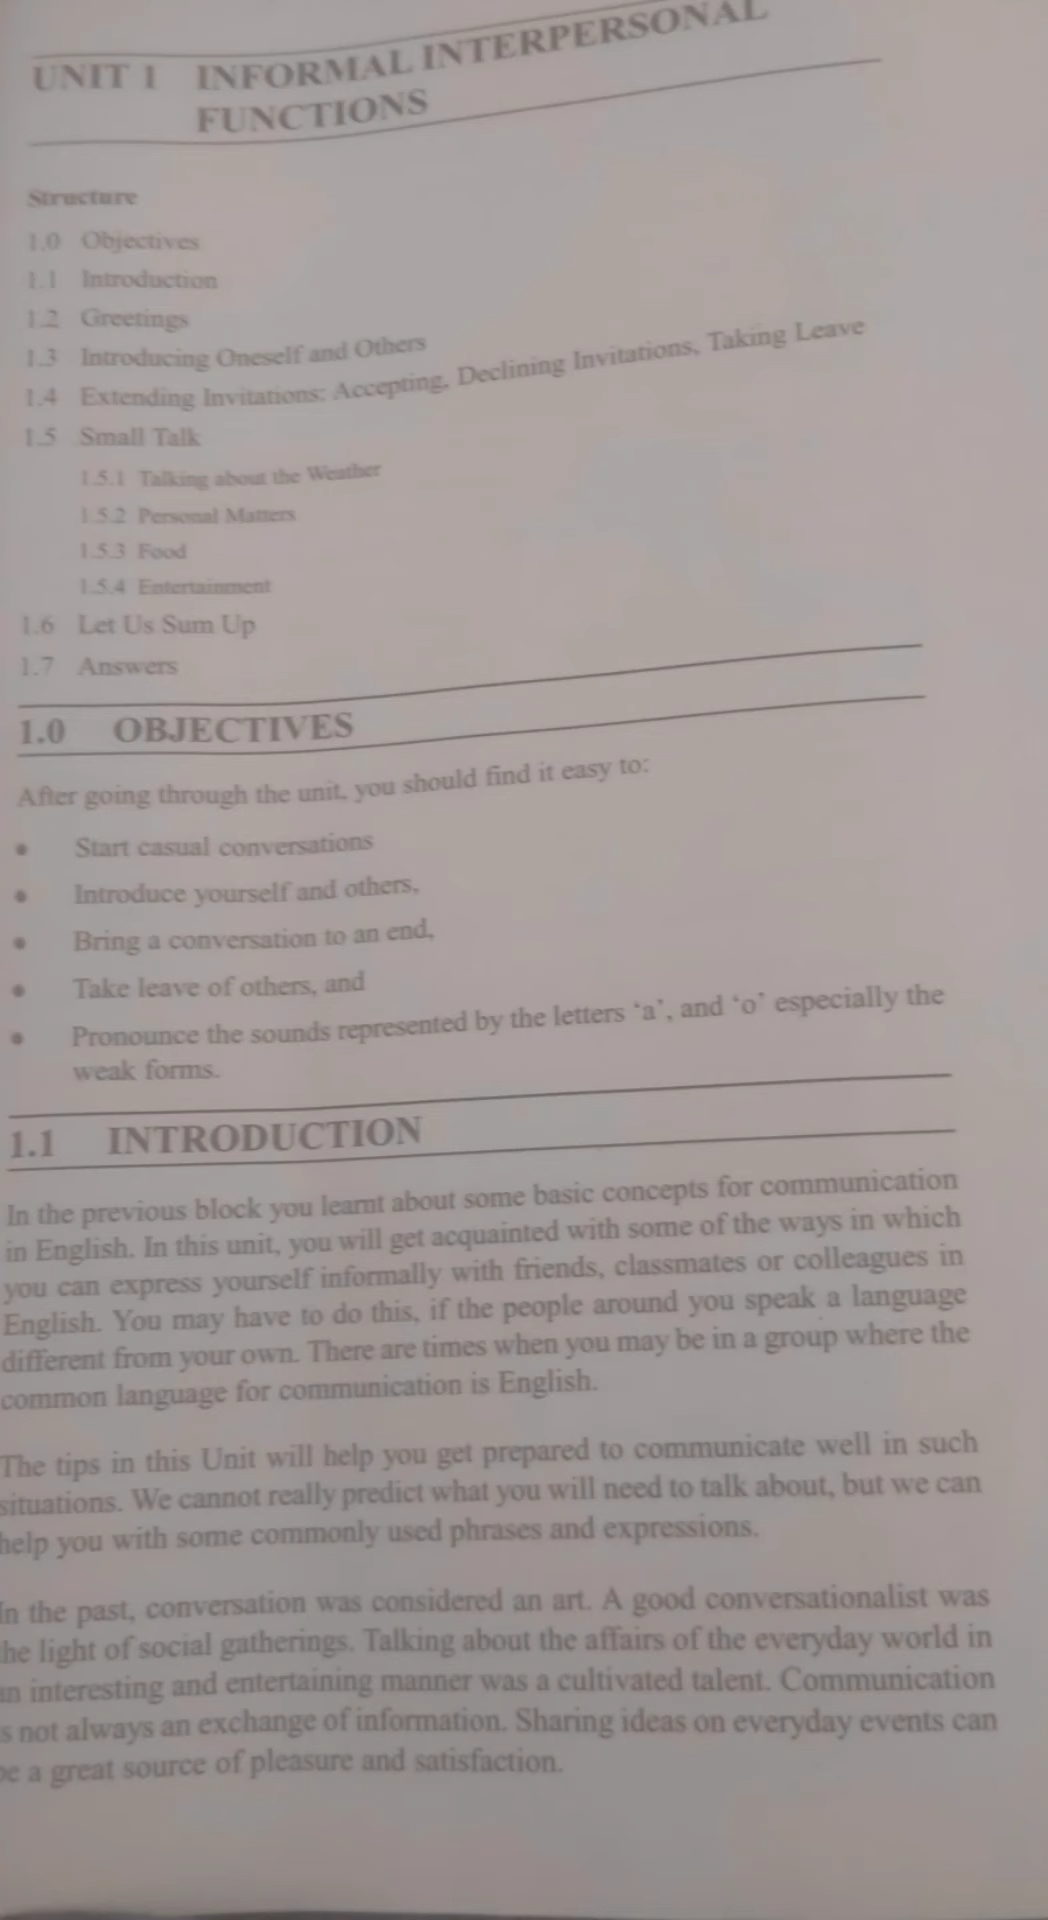 UNIT 1 INFORMAL INTERPERSONAL
FUNCTIONS
Structure
1.0 Objectives
1.1 Introduction
1.2 Greetings
1.3 Introducing Oneself and Others
1.4 Extending Invitations: Accepting, Declining Invitations, Taking Leave
1.5 Small Talk
1.5.1 Talking about the Weather
1.5.2 Personal Matters
1.5.3 Food
1.5.4 Entertainment
1.6 Let Us Sum Up
1.7 Answers
1.0 OBJECTIVES
After going through the unit, you should find it easy to:
• Start casual conversations
• Introduce yourself and others,
• Bring a conversation to an end,
• Take leave of others, and
• Pronounce the sounds represented by the letters ‘a’, and ‘o’ especially the
weak forms.
1.1 INTRODUCTION
In the previous block you learnt about some basic concepts for communication
in English. In this unit, you will get acquainted with some of the ways in which
you can express yourself informally with friends, classmates or colleagues in
English. You may have to do this, if the people around you speak a language
different from your own. There are times when you may be in a group where the
common language for communication is English.
The tips in this Unit will help you get prepared to communicate well in such
situations. We cannot really predict what you will need to talk about, but we can
help you with some commonly used phrases and expressions.
In the past, conversation was considered an art. A good conversationalist was
the light of social gatherings. Talking about the affairs of the everyday world in
an interesting and entertaining manner was a cultivated talent. Communication
is not always an exchange of information. Sharing ideas on everyday events can
be a great source of pleasure and satisfaction.